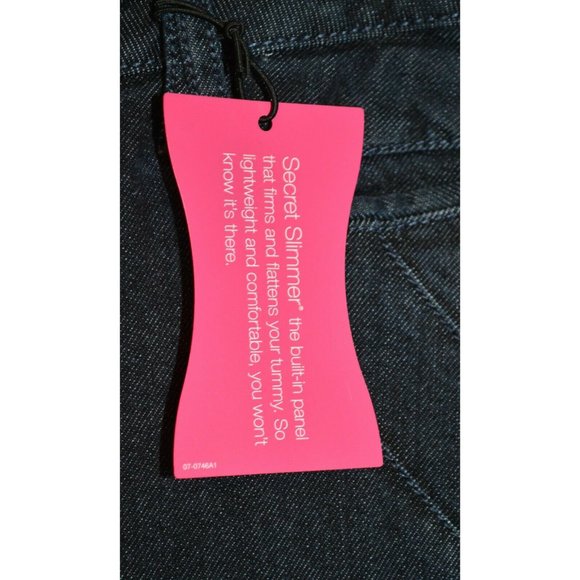 Secret Slimmer® the built-in panel
that firms and flattens your tummy. So
lightweight and comfortable, you won't
know it's there.
07-0746A1